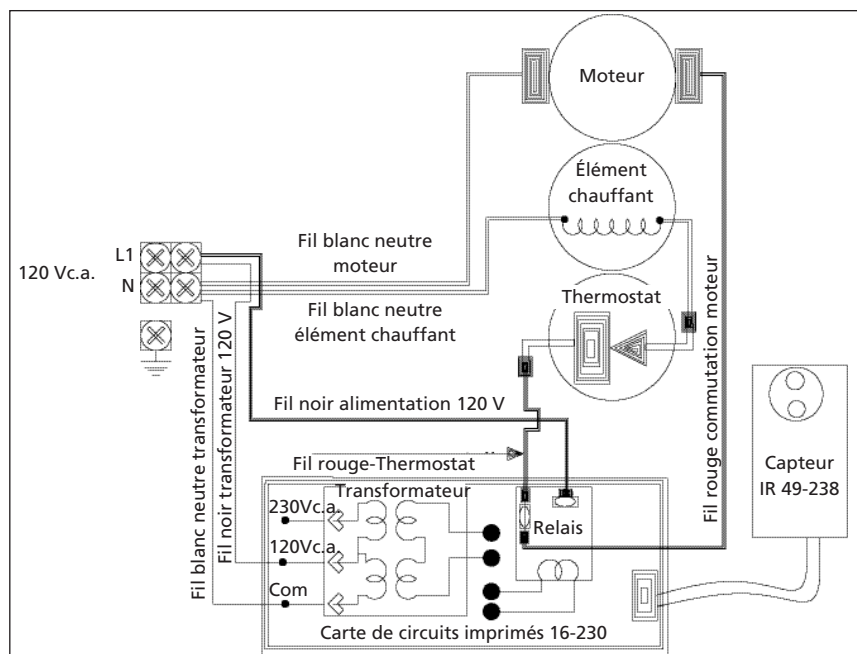 Moteur
Élément
chauffant
L1
120 Vc.a.
N
Fil blanc neutre
moteur
Fil blanc neutre
élément chauffant
Thermostat
Fil rouge commutation moteur
Fil blanc neutre transformateur
Fil noir transformateur 120 V
Fil noir alimentation 120 V
Fil rouge-Thermostat
Transformateur
230Vc.a.
120Vc.a.
Com
Relais
Capteur
IR 49-238
Carte de circuits imprimés 16-230